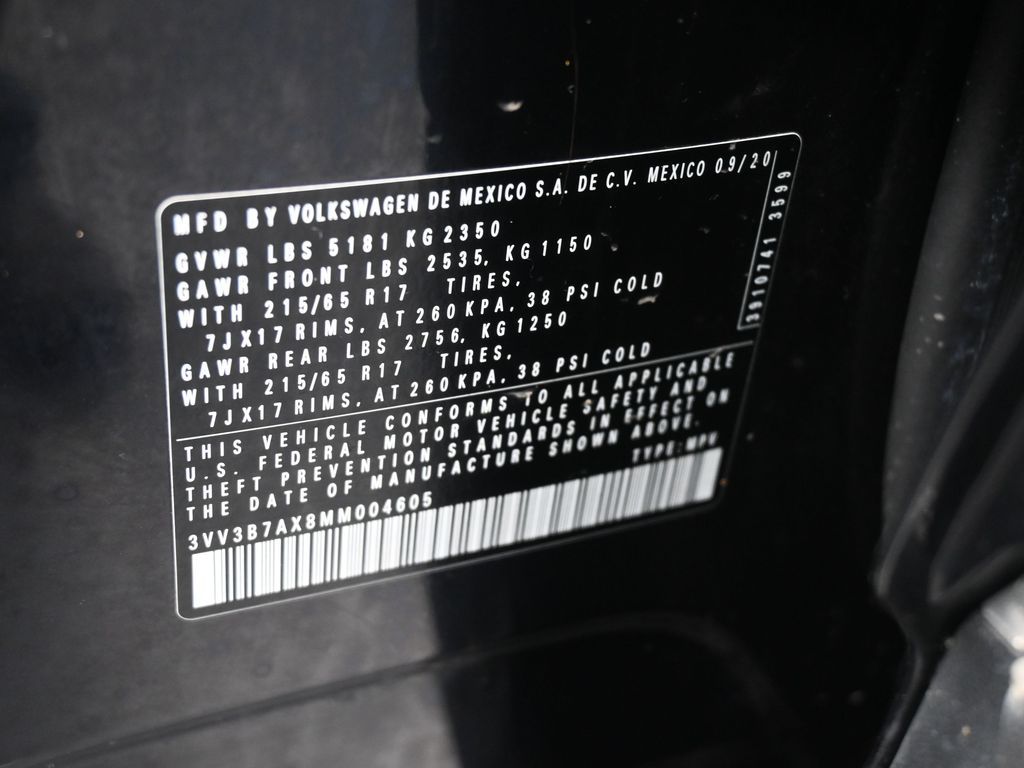 MFD BY VOLKSWAGEN DE MEXICO S.A. DE C.V. MEXICO 09/20
GVWR LBS 5181 KG 2350
GAWR FRONT LBS 2535, KG 1150
WITH 215/65 R17 TIRES,
7JX17 RIMS, AT 260KPA, 38 PSI COLD
GAWR REAR LBS 2756, KG 1250
WITH 215/65 R17 TIRES,
7JX17 RIMS, AT 260KPA, 38 PSI COLD
3910741 3599
THIS VEHICLE CONFORMS TO ALL APPLICABLE
U.S. FEDERAL MOTOR VEHICLE SAFETY AND
THEFT PREVENTION STANDARDS IN EFFECT ON
THE DATE OF MANUFACTURE SHOWN ABOVE.
TYPE: MPV
3VV3B7AX8MM004605